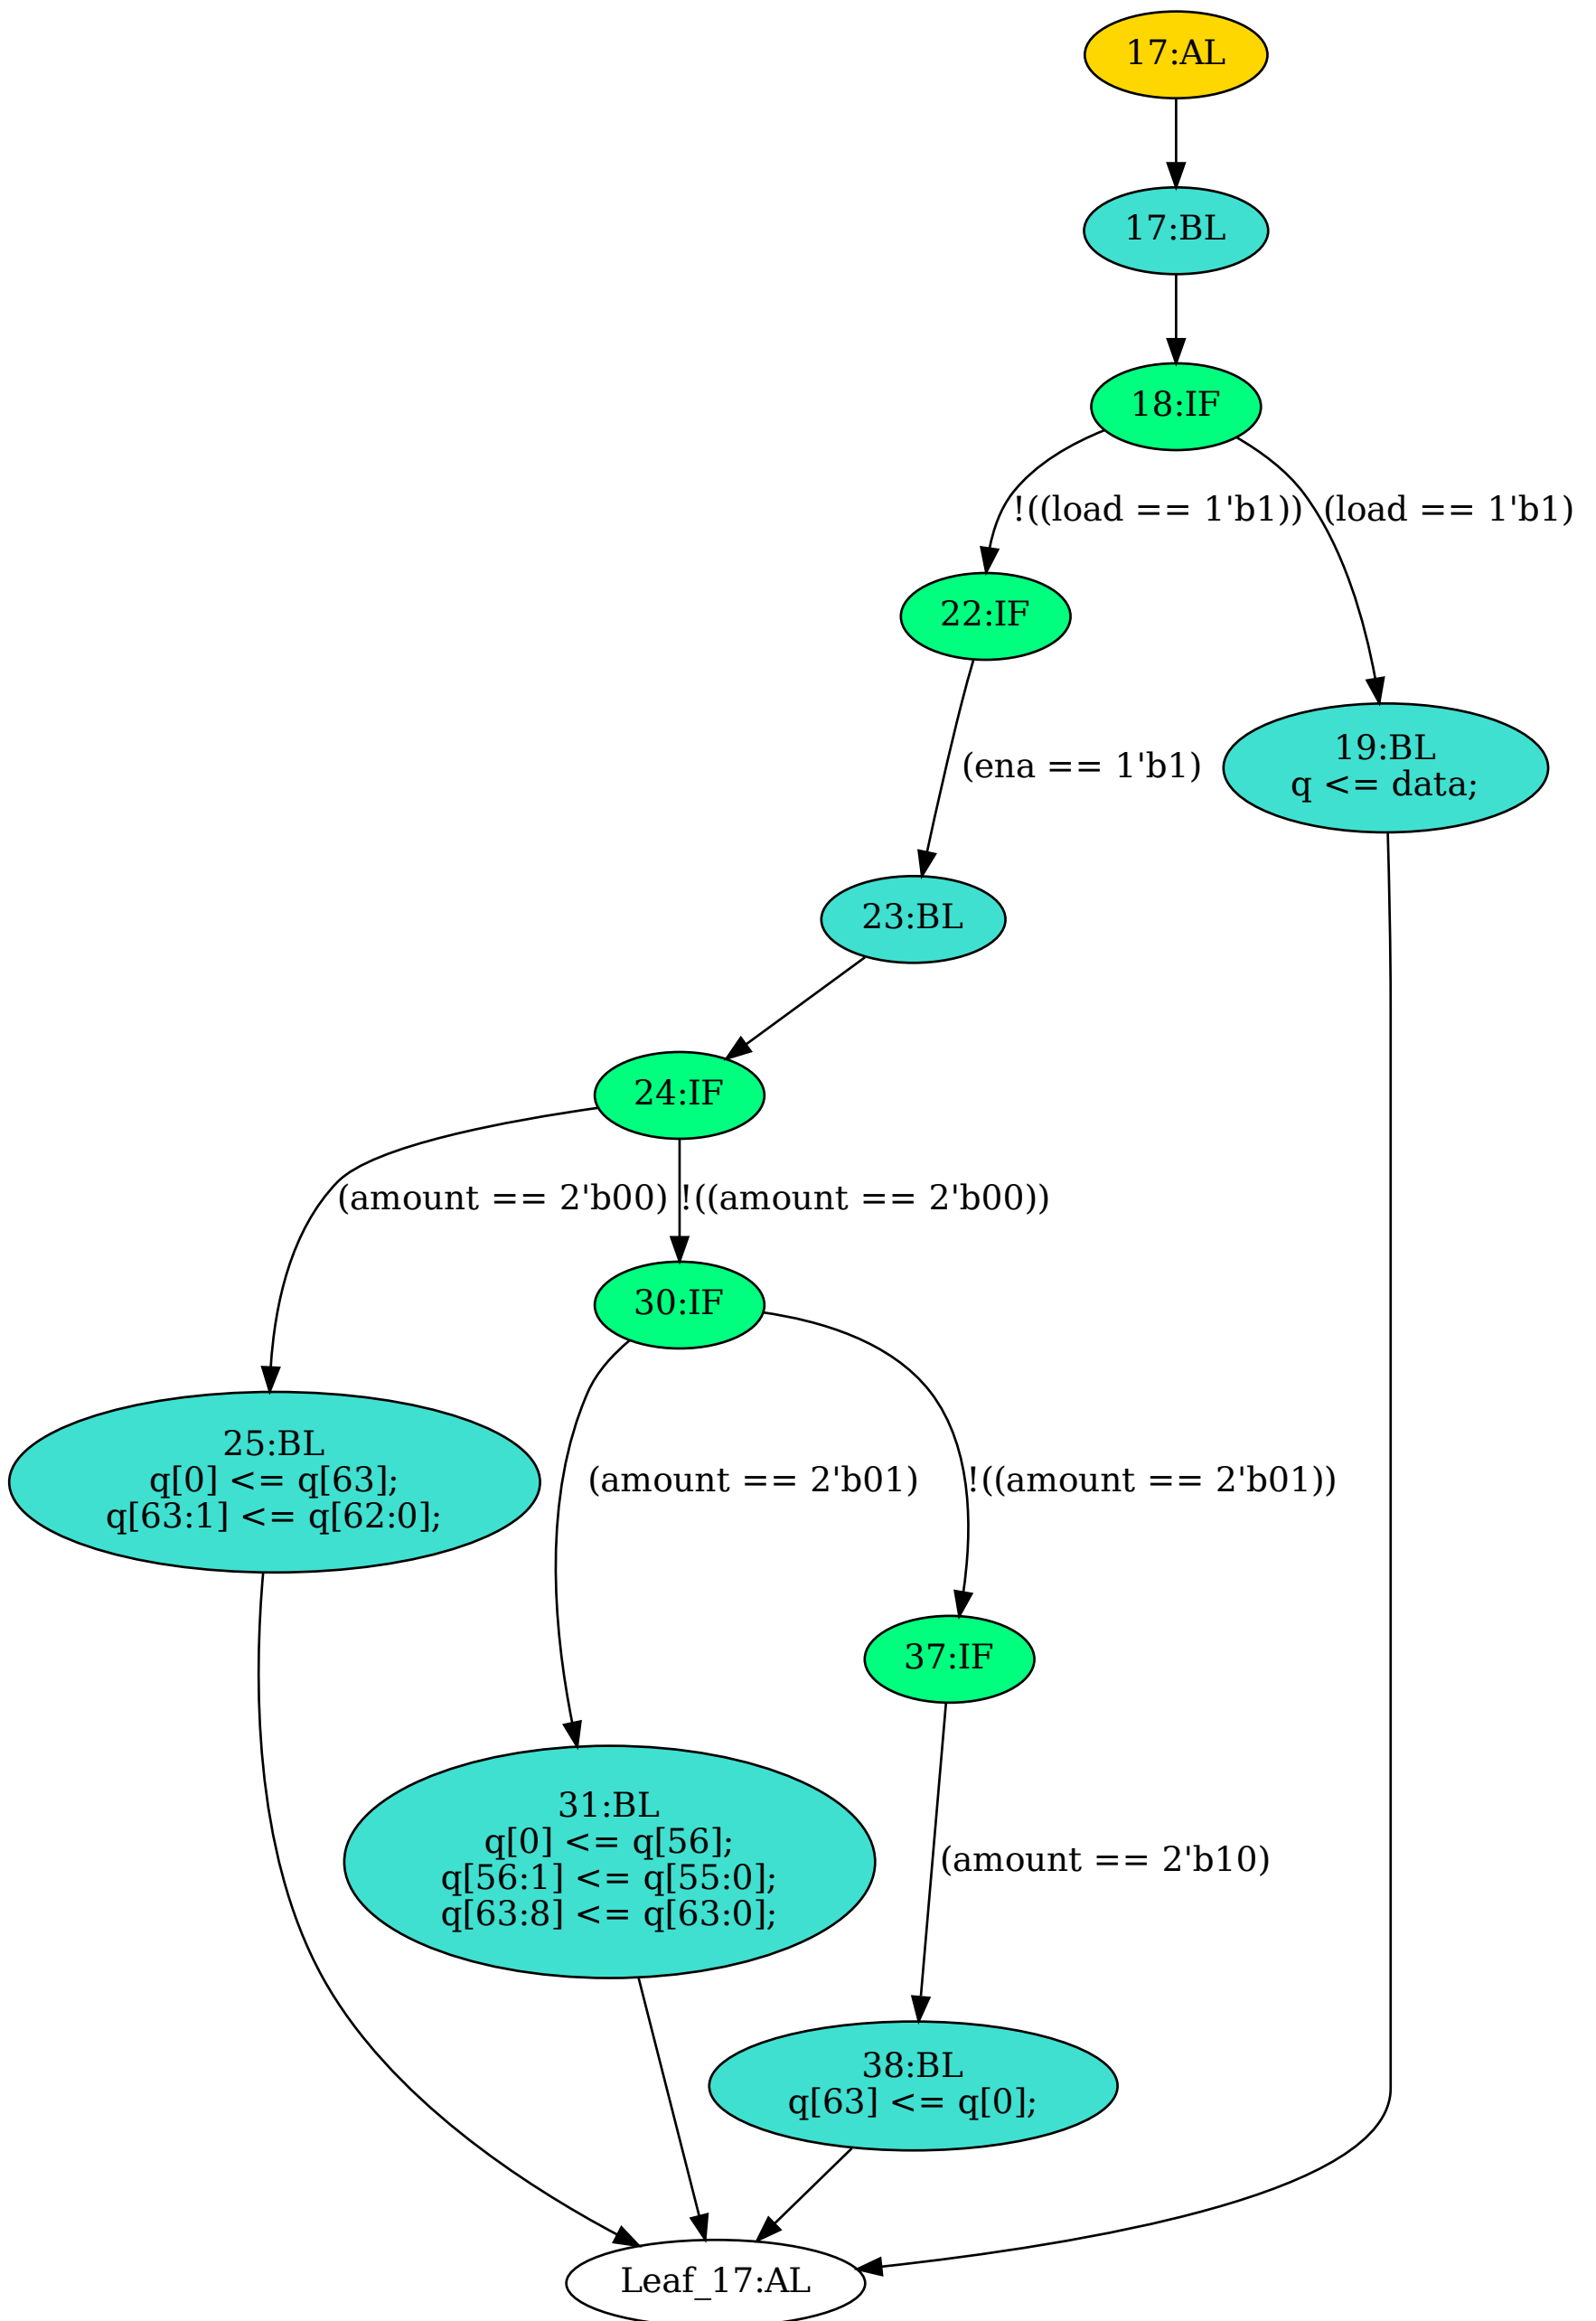 17:AL
17:BL
18:IF
!((load == 1'b1))
(load == 1'b1)
22:IF
(ena == 1'b1)
19:BL
q <= data;
23:BL
24:IF
(amount == 2'b00)
!((amount == 2'b00))
30:IF
(amount == 2'b01)
!((amount == 2'b01))
25:BL
q[0] <= q[63];
q[63:1] <= q[62:0];
37:IF
(amount == 2'b10)
31:BL
q[0] <= q[56];
q[56:1] <= q[55:0];
q[63:8] <= q[63:0];
38:BL
q[63] <= q[0];
Leaf_17:AL